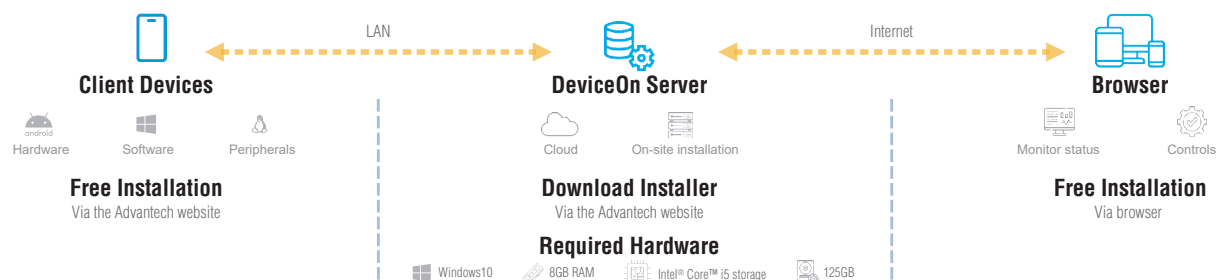 LAN
Internet
Client Devices
DeviceOn Server
Browser
android
Hardware
Software
Peripherals
Cloud
On-site installation
Monitor status
Controls
Free Installation
Via the Advantech website
Download Installer
Via the Advantech website
Free Installation
Via browser
Required Hardware
Windows10
8GB RAM
Intel® Core™ i5 storage
125GB